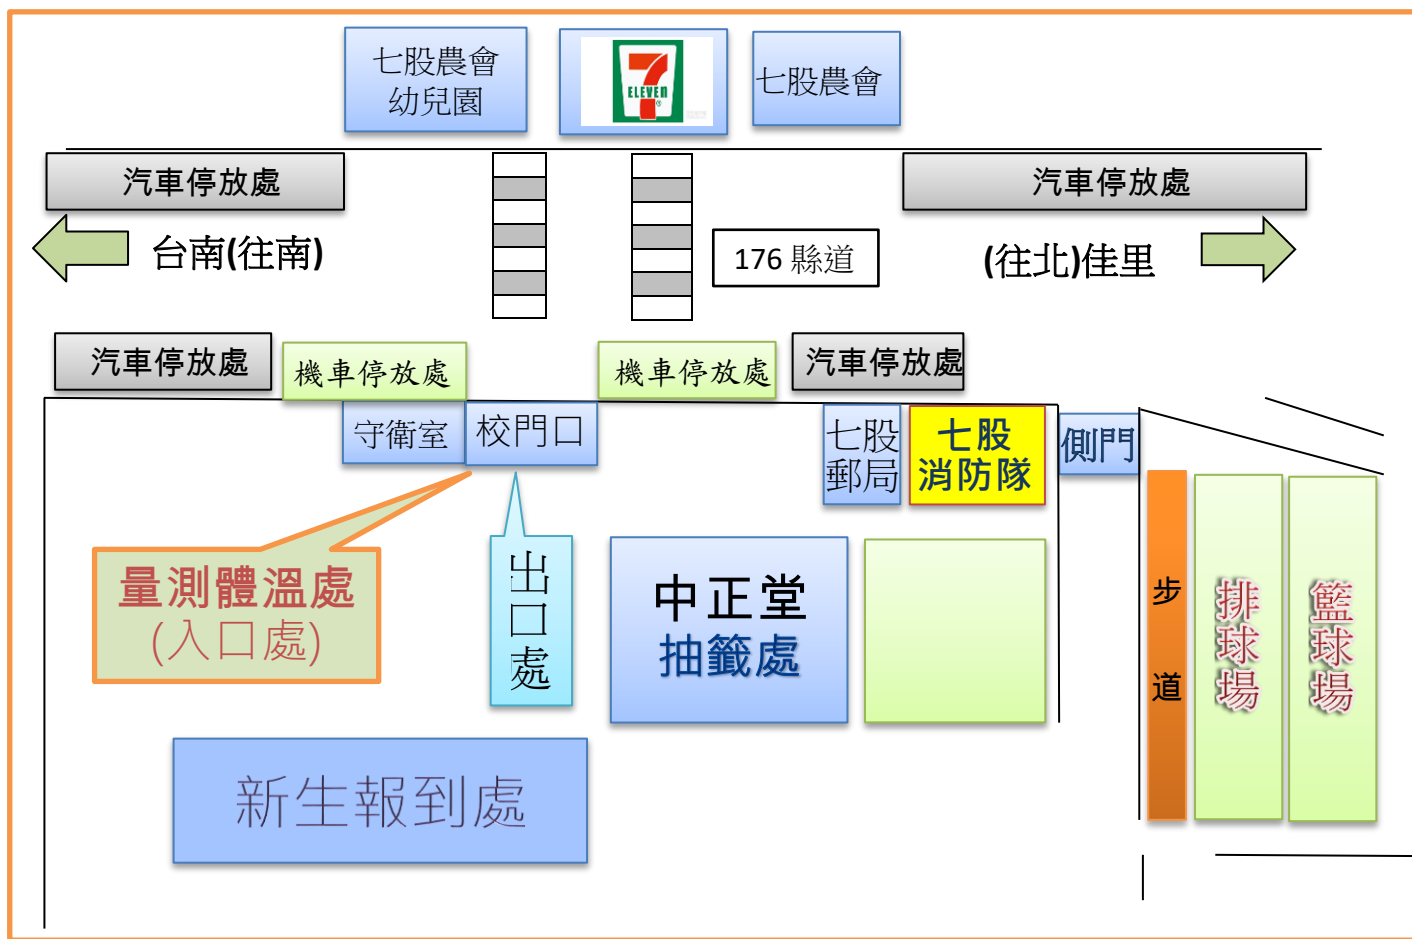 七股農會
幼兒園
7
ELEVEN
®
七股農會
汽車停放處
汽車停放處
台南(往南)
176 縣道
(往北)佳里
汽車停放處
機車停放處
機車停放處
汽車停放處
守衛室
校門口
七股
郵局
七股
消防隊
側門
量測體溫處
(入口處)
出口處
中正堂
抽籤處
步道
排球場
籃球場
新生報到處